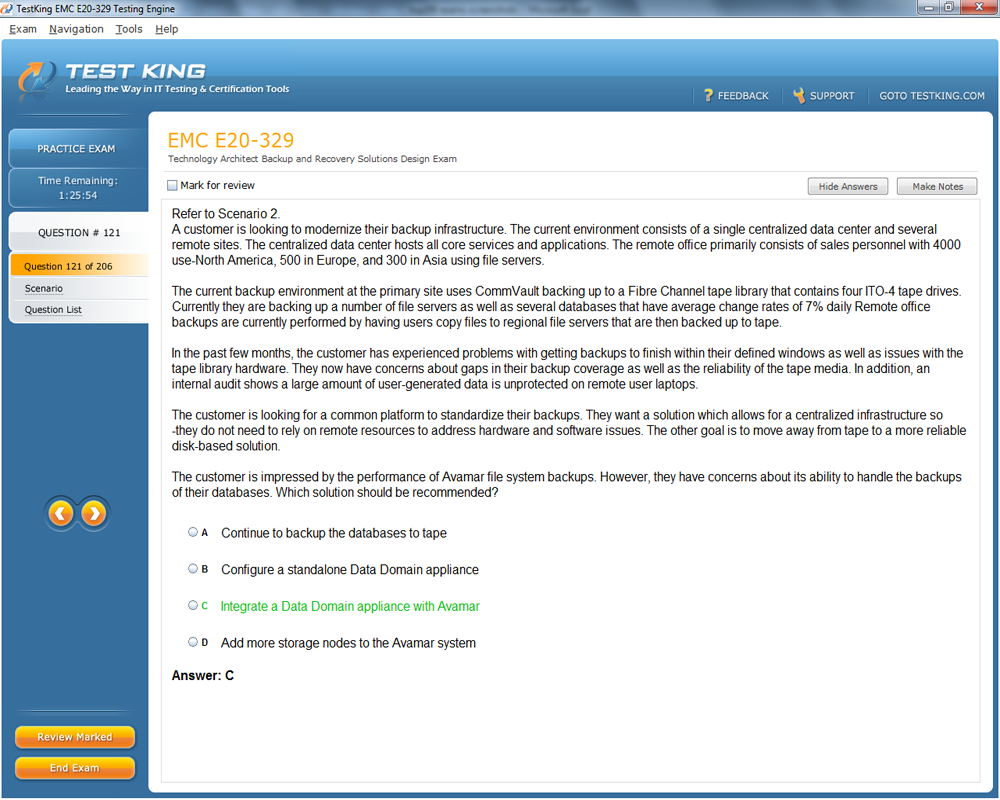 TestKing EMC E20-329 Testing Engine
Exam Navigation Tools Help
TEST KING
Leading the Way in IT Testing & Certification Tools
? FEEDBACK SUPPORT GOTO TESTKING.COM
PRACTICE EXAM
Time Remaining:
1:25:54
QUESTION # 121
Question 121 of 206
Scenario
Question List
EMC E20-329
Technology Architect Backup and Recovery Solutions Design Exam
Mark for review
Hide Answers Make Notes
Refer to Scenario 2.
A customer is looking to modernize their backup infrastructure. The current environment consists of a single centralized data center and several
remote sites. The centralized data center hosts all core services and applications. The remote office primarily consists of sales personnel with 4000
use-North America, 500 in Europe, and 300 in Asia using file servers.
The current backup environment at the primary site uses CommVault backing up to a Fibre Channel tape library that contains four ITO-4 tape drives.
Currently they are backing up a number of file servers as well as several databases that have average change rates of 7% daily Remote office
backups are currently performed by having users copy files to regional file servers that are then backed up to tape.
In the past few months, the customer has experienced problems with getting backups to finish within their defined windows as well as issues with the
tape library hardware. They now have concerns about gaps in their backup coverage as well as the reliability of the tape media. In addition, an
internal audit shows a large amount of user-generated data is unprotected on remote user laptops.
The customer is looking for a common platform to standardize their backups. They want a solution which allows for a centralized infrastructure so
-they do not need to rely on remote resources to address hardware and software issues. The other goal is to move away from tape to a more reliable
disk-based solution.
The customer is impressed by the performance of Avamar file system backups. However, they have concerns about its ability to handle the backups
of their databases. Which solution should be recommended?
A Continue to backup the databases to tape
B Configure a standalone Data Domain appliance
C Integrate a Data Domain appliance with Avamar
D Add more storage nodes to the Avamar system
Answer: C
Review Marked
End Exam